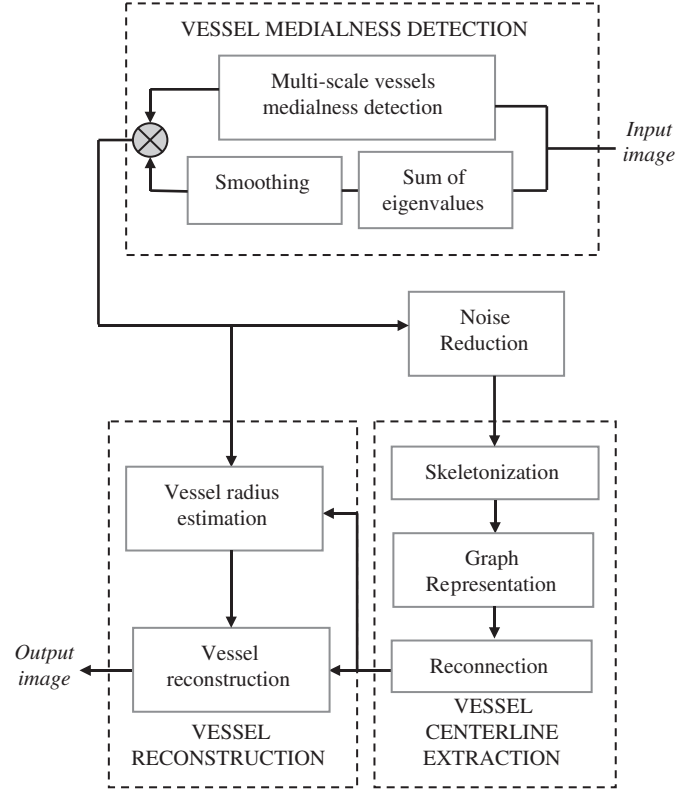 VESSEL MEDIALNESS DETECTION
Multi-scale vessels
medialness detection
Input
image
Smoothing
Sum of
eigenvalues
Noise
Reduction
Skeletonization
Vessel radius
estimation
Graph
Representation
Output
image
Vessel
reconstruction
Reconnection
VESSEL
RECONSTRUCTION
VESSEL
CENTERLINE
EXTRACTION